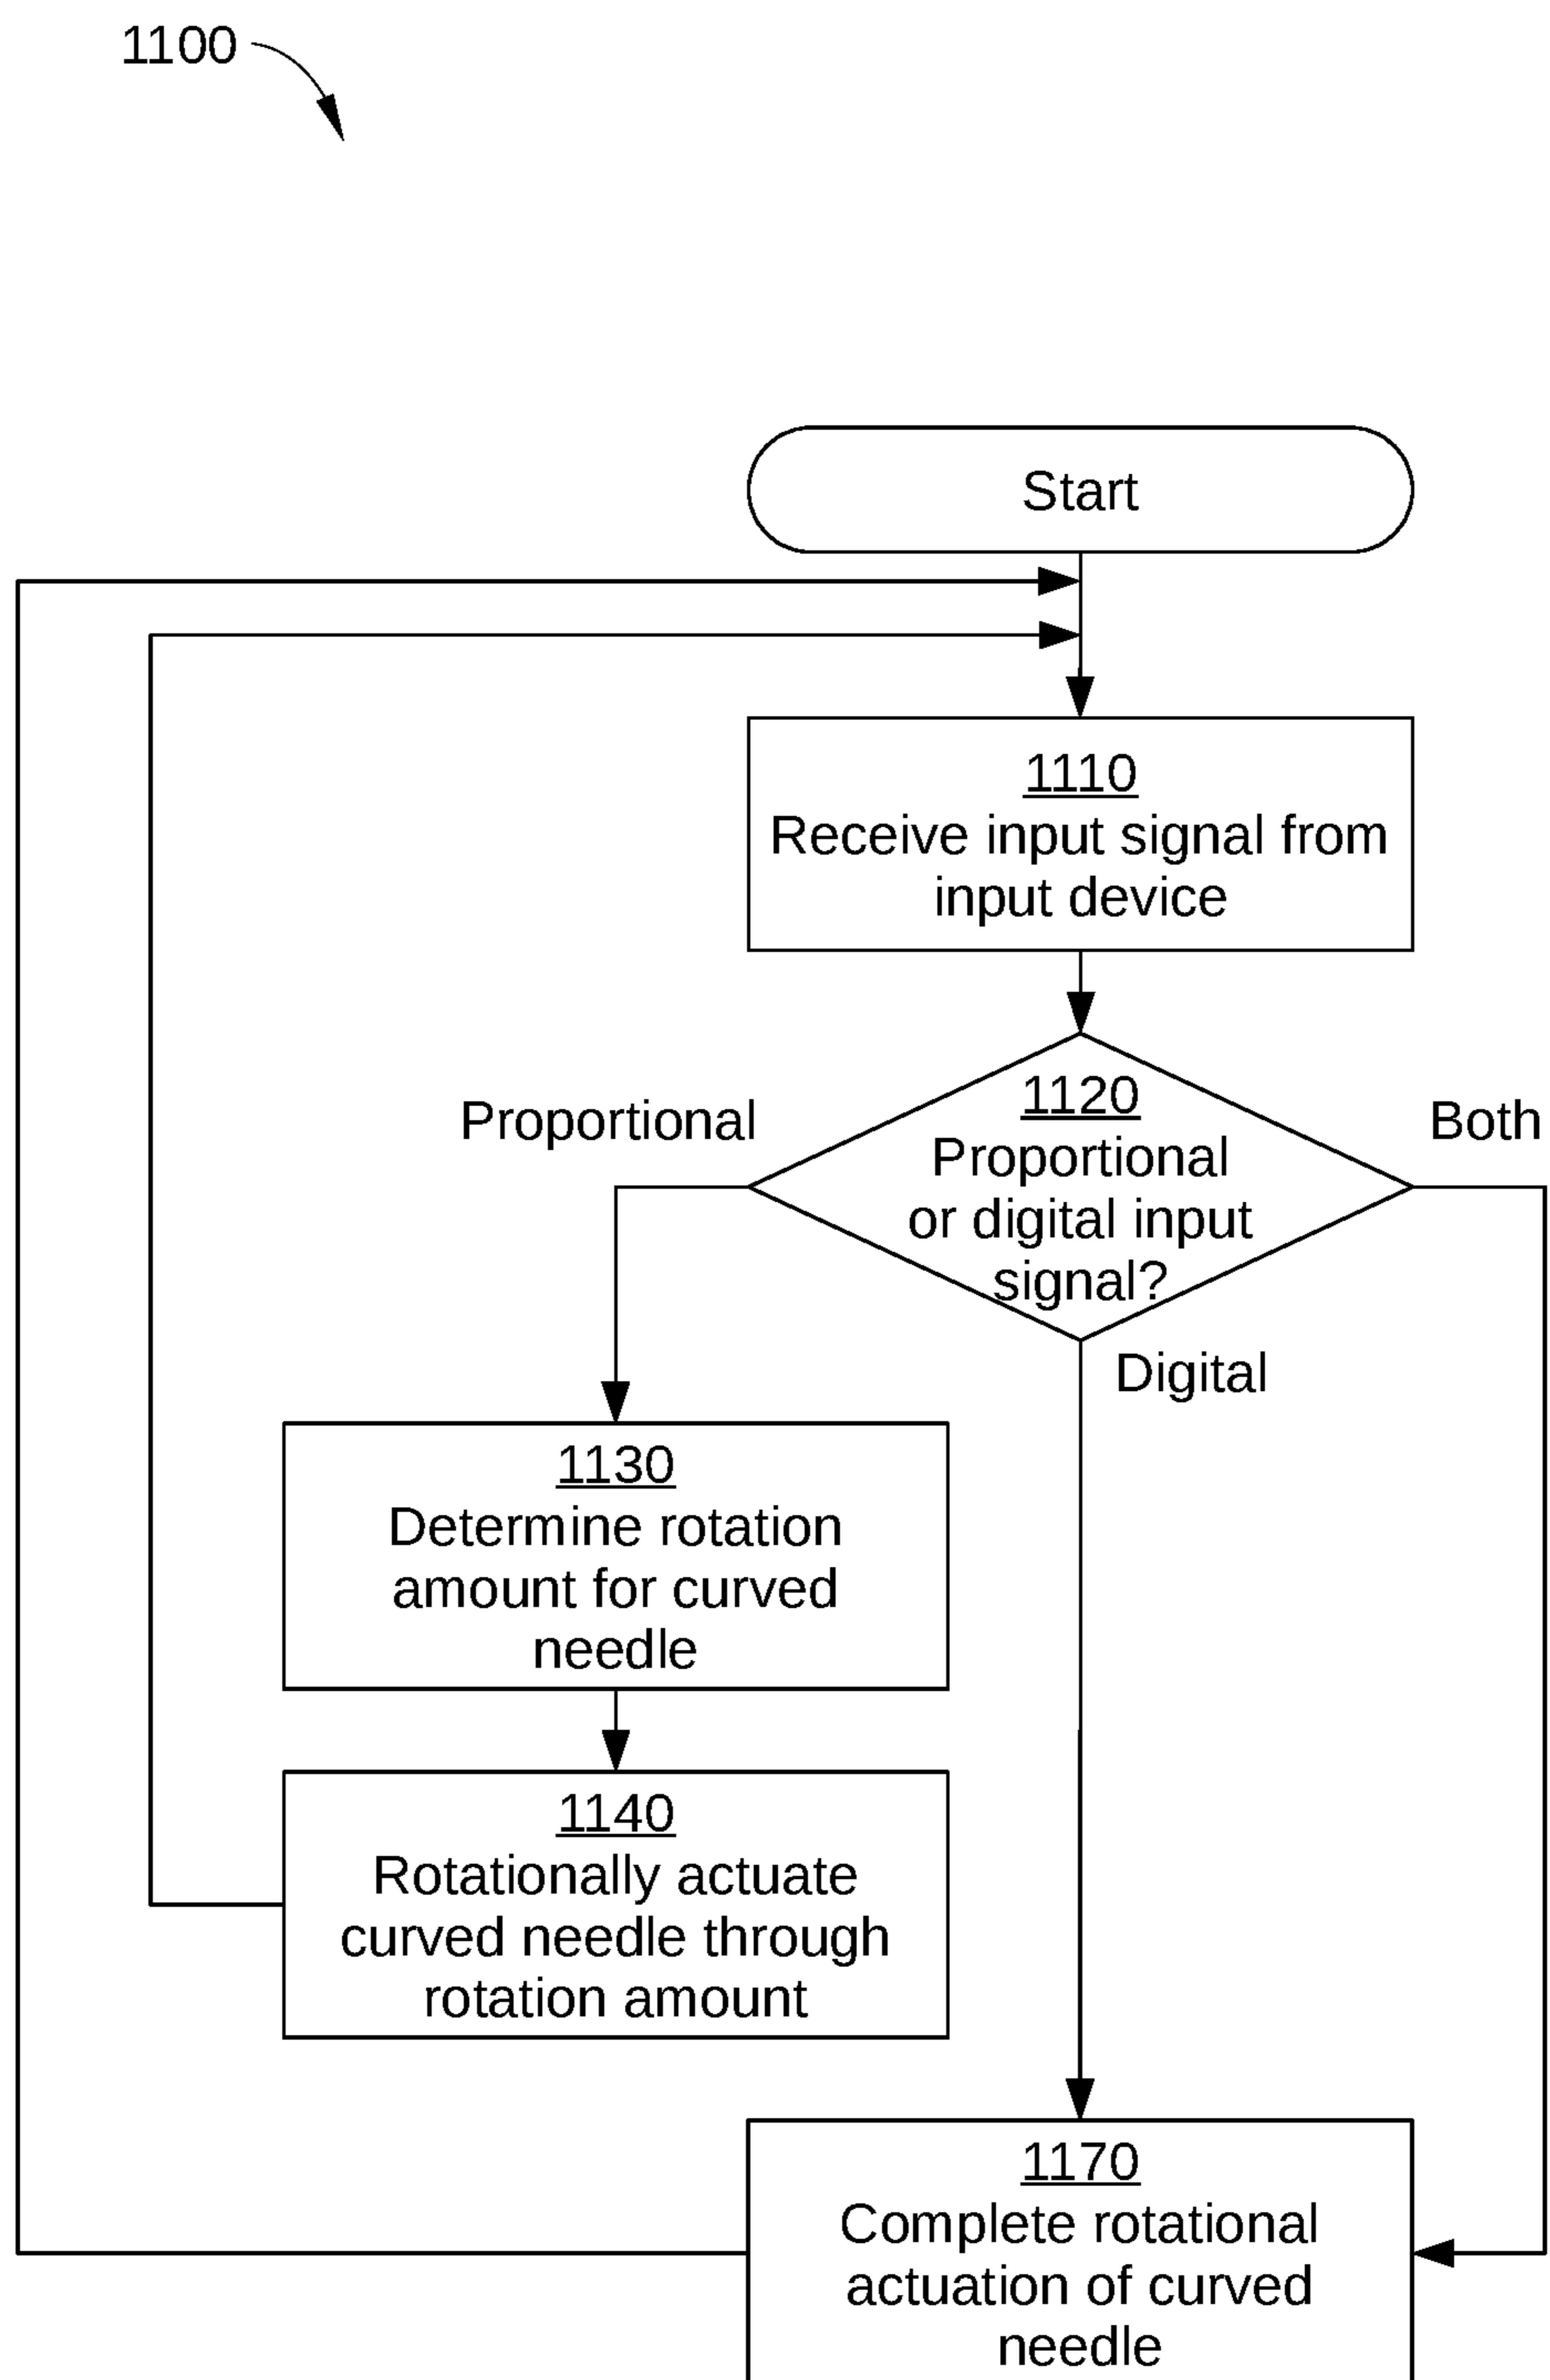 1100
Start
1110
Receive input signal from
input device
Proportional
1120
Proportional
or digital input
signal?
Both
Digital
1130
Determine rotation
amount for curved
needle
1140
Rotationally actuate
curved needle through
rotation amount
1170
Complete rotational
actuation of curved
needle